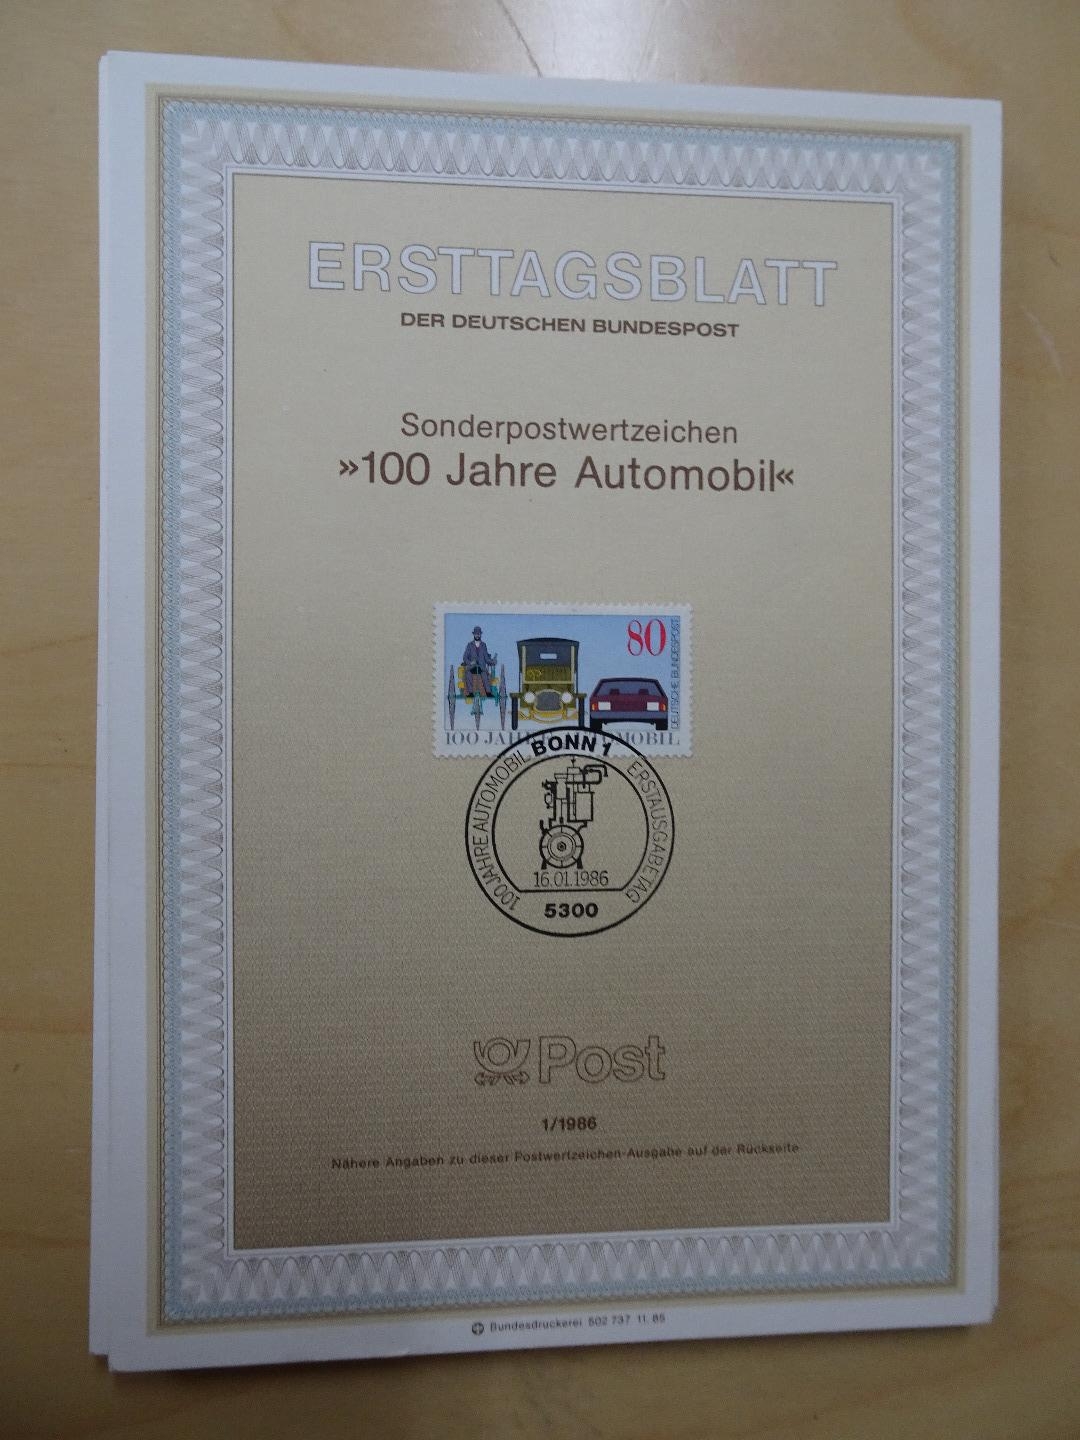 ERSTTAGSBLATT
DER DEUTSCHEN BUNDESPOST
Sonderpostwertzeichen
»100 Jahre Automobil«
80
DEUTSCHE BUNDESPOST
100 JAH MOBIL
BONN 1
100 JAHRE AUTOMOBIL ERSTAUSGABETAG
16.01.1986
5300
Post
1/1986
Nähere Angaben zu dieser Postwertzeichen-Ausgabe auf der Rückseite
Bundesdruckerei 502 737 11. 85